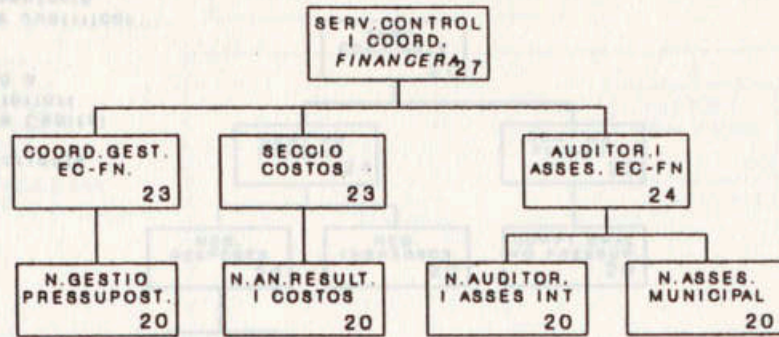 SERV.CONTROL
I COORD.
FINANCERA 27
COORD.GEST.
EC-FN.
23
SECCIO
COSTOS
23
AUDITOR.I
ASSES. EC-FN
24
N.GESTIO
PRESSUPOST.
20
N.AN.RESULT.
I COSTOS
20
N.AUDITOR.
I ASSES INT
20
N.ASSES.
MUNICIPAL
20